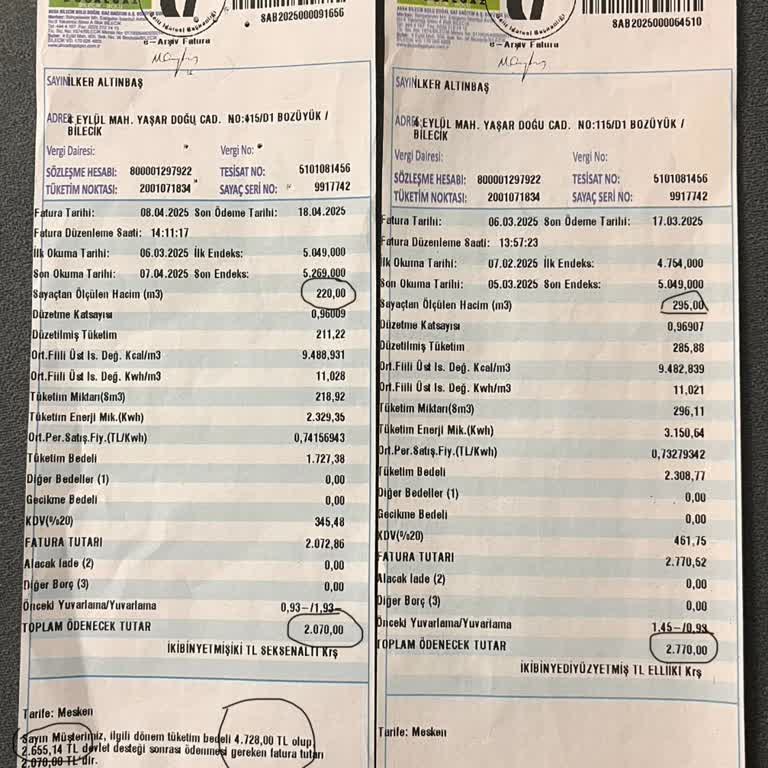 SAB2025000091656
e-Arşiv Fatura
SAYIN İLKER ALTINBAŞ
ADRES 4 EYLÜL MAH. YAŞAR DOĞU CAD. NO:115/D1 BOZÜYÜK /
BİLECİK
Vergi Dairesi: Vergi No:
SÖZLEŞME HESABI: 800001297922 TESİSAT NO: 5101081456
TÜKETİM NOKTASI: 2001071834 SAYAÇ SERİ NO: 9917742
Fatura Tarihi: 08.04.2025 Son Ödeme Tarihi: 18.04.2025
Fatura Düzenleme Saati: 14:11:17
İlk Okuma Tarihi: 06.03.2025 İlk Endeks: 5.049,000
Son Okuma Tarihi: 07.04.2025 Son Endeks: 5.269,000
Sayaçtan Ölçülen Hacim (m3) 220,00
Düzetme Katsayısı 0,96009
Düzetilmiş Tüketim 211,22
Ort.Fiili Üst Is. Değ. Kcal/m3 9.488,931
Ort.Fiili Üst Is. Değ. Kwh/m3 11,028
Tüketim Miktarı(Sm3) 218,92
Tüketim Enerji Mik.(Kwh) 2.329,35
Ort.Per.Satış.Fiy.(TL/Kwh) 0,74156943
Tüketim Bedeli 1.727,38
Diğer Bedeller (1) 0,00
Gecikme Bedeli 0,00
KDV(%20) 345,48
FATURA TUTARI 2.072,86
Alacak İade (2) 0,00
Diğer Borç (3) 0,00
Önceki Yuvarlama/Yuvarlama 0,93-/1,93-
TOPLAM ÖDENECEK TUTAR 2.070,00
İKİBİNYETMİŞİKİ TL SEKSENALTI Krş
Tarife: Mesken
Sayın Müşterimiz, ilgili dönem tüketim bedeli 4.728,00 TL olup,
2.655,14 TL devlet desteği sonrası ödenmesi gereken fatura tutarı
2.070,00 TL'dir.
SAB2025000064510
e-Arşiv Fatura
SAYIN İLKER ALTINBAŞ
ADRES 4 EYLÜL MAH. YAŞAR DOĞU CAD. NO:115/D1 BOZÜYÜK /
BİLECİK
Vergi Dairesi: Vergi No:
SÖZLEŞME HESABI: 800001297922 TESİSAT NO: 5101081456
TÜKETİM NOKTASI: 2001071834 SAYAÇ SERİ NO: 9917742
Fatura Tarihi: 06.03.2025 Son Ödeme Tarihi: 17.03.2025
Fatura Düzenleme Saati: 13:57:23
İlk Okuma Tarihi: 07.02.2025 İlk Endeks: 4.754,000
Son Okuma Tarihi: 05.03.2025 Son Endeks: 5.049,000
Sayaçtan Ölçülen Hacim (m3) 295,00
Düzetme Katsayısı 0,96907
Düzetilmiş Tüketim 285,88
Ort.Fiili Üst Is. Değ. Kcal/m3 9.482,839
Ort.Fiili Üst Is. Değ. Kwh/m3 11,021
Tüketim Miktarı(Sm3) 296,11
Tüketim Enerji Mik.(Kwh) 3.150,64
Ort.Per.Satış.Fiy.(TL/Kwh) 0,73279342
Tüketim Bedeli 2.308,77
Diğer Bedeller (1) 0,00
Gecikme Bedeli 0,00
KDV(%20) 461,75
FATURA TUTARI 2.770,52
Alacak İade (2) 0,00
Diğer Borç (3) 0,00
Önceki Yuvarlama/Yuvarlama 1,45-/0,93
TOPLAM ÖDENECEK TUTAR 2.770,00
İKİBİNYEDİYÜZYETMİŞ TL ELLİİKİ Krş
Tarife: Mesken